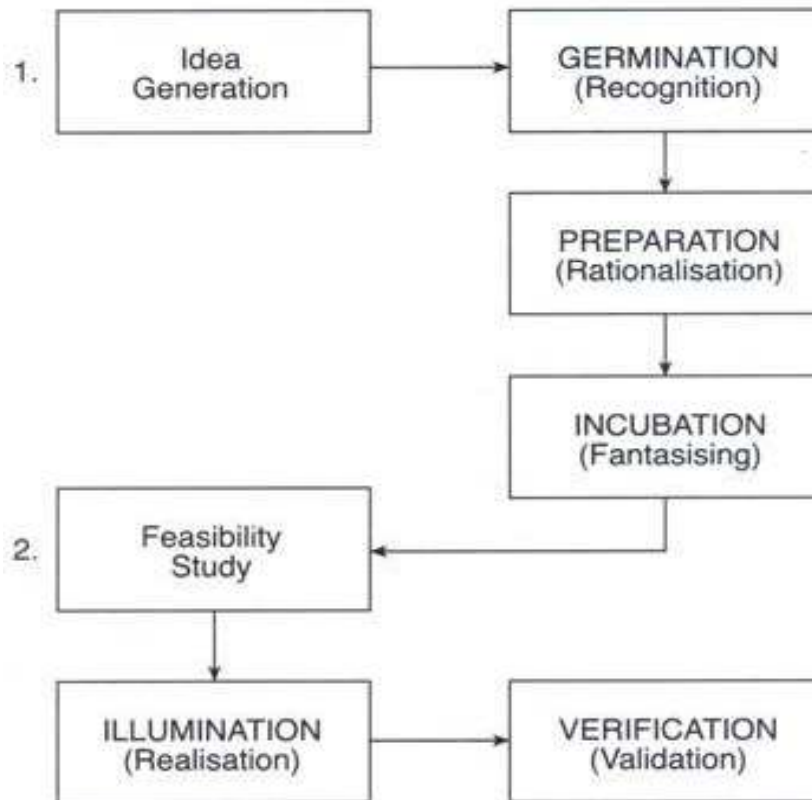 1.
Idea
Generation
GERMINATION
(Recognition)
PREPARATION
(Rationalisation)
INCUBATION
(Fantasising)
2.
Feasibility
Study
ILLUMINATION
(Realisation)
VERIFICATION
(Validation)